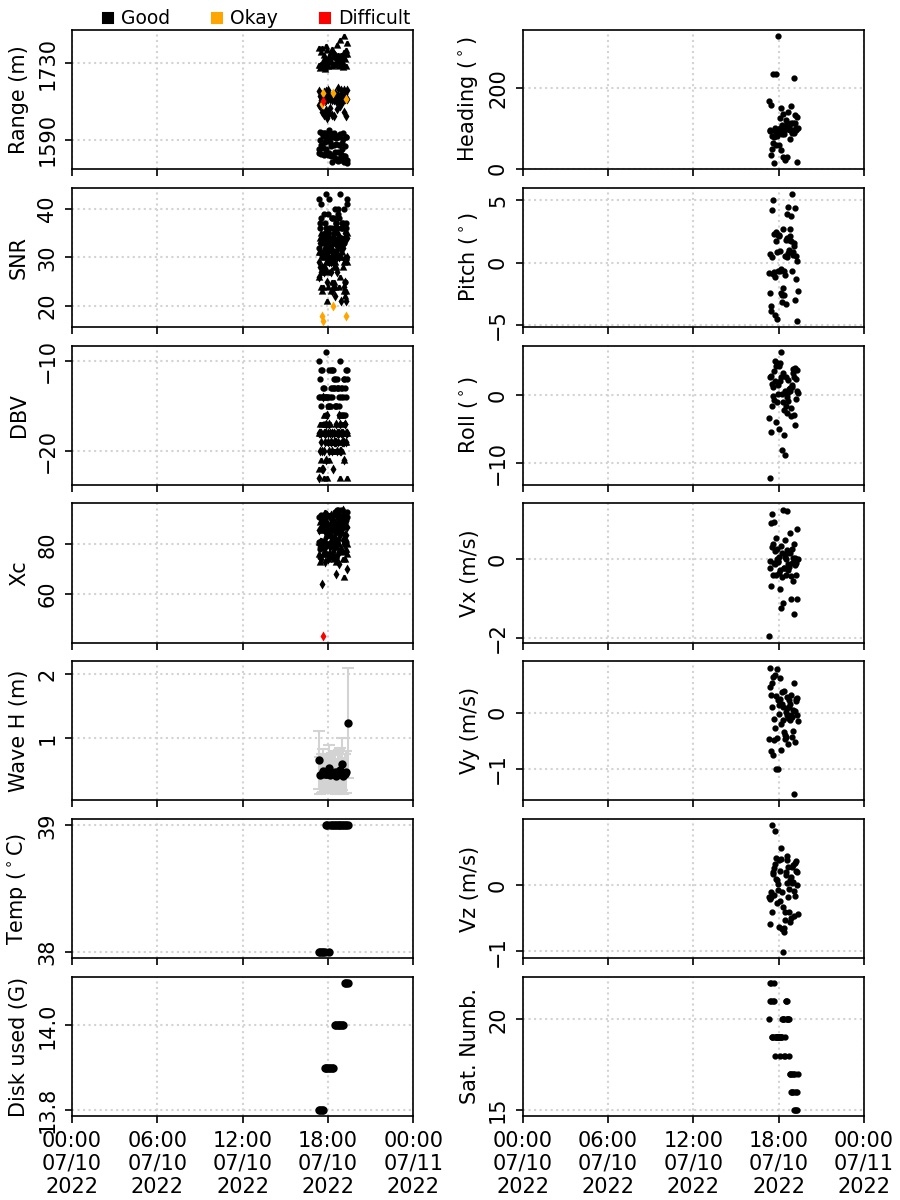 Good Okay Difficult
Range (m)
1730
1590
Heading (°)
200
0
SNR
40
30
20
Pitch (°)
5
0
−5
DBV
−10
−20
Roll (°)
0
−10
Xc
80
60
Vx (m/s)
0
−2
Wave H (m)
2
1
Vy (m/s)
0
−1
Temp (°C)
39
38
Vz (m/s)
0
−1
Disk used (G)
14.0
13.8
Sat. Numb.
20
15
00:00 06:00 12:00 18:00 00:00 00:00 06:00 12:00 18:00 00:00
07/10 07/10 07/10 07/10 07/11 07/10 07/10 07/10 07/10 07/11
2022 2022 2022 2022 2022 2022 2022 2022 2022 2022